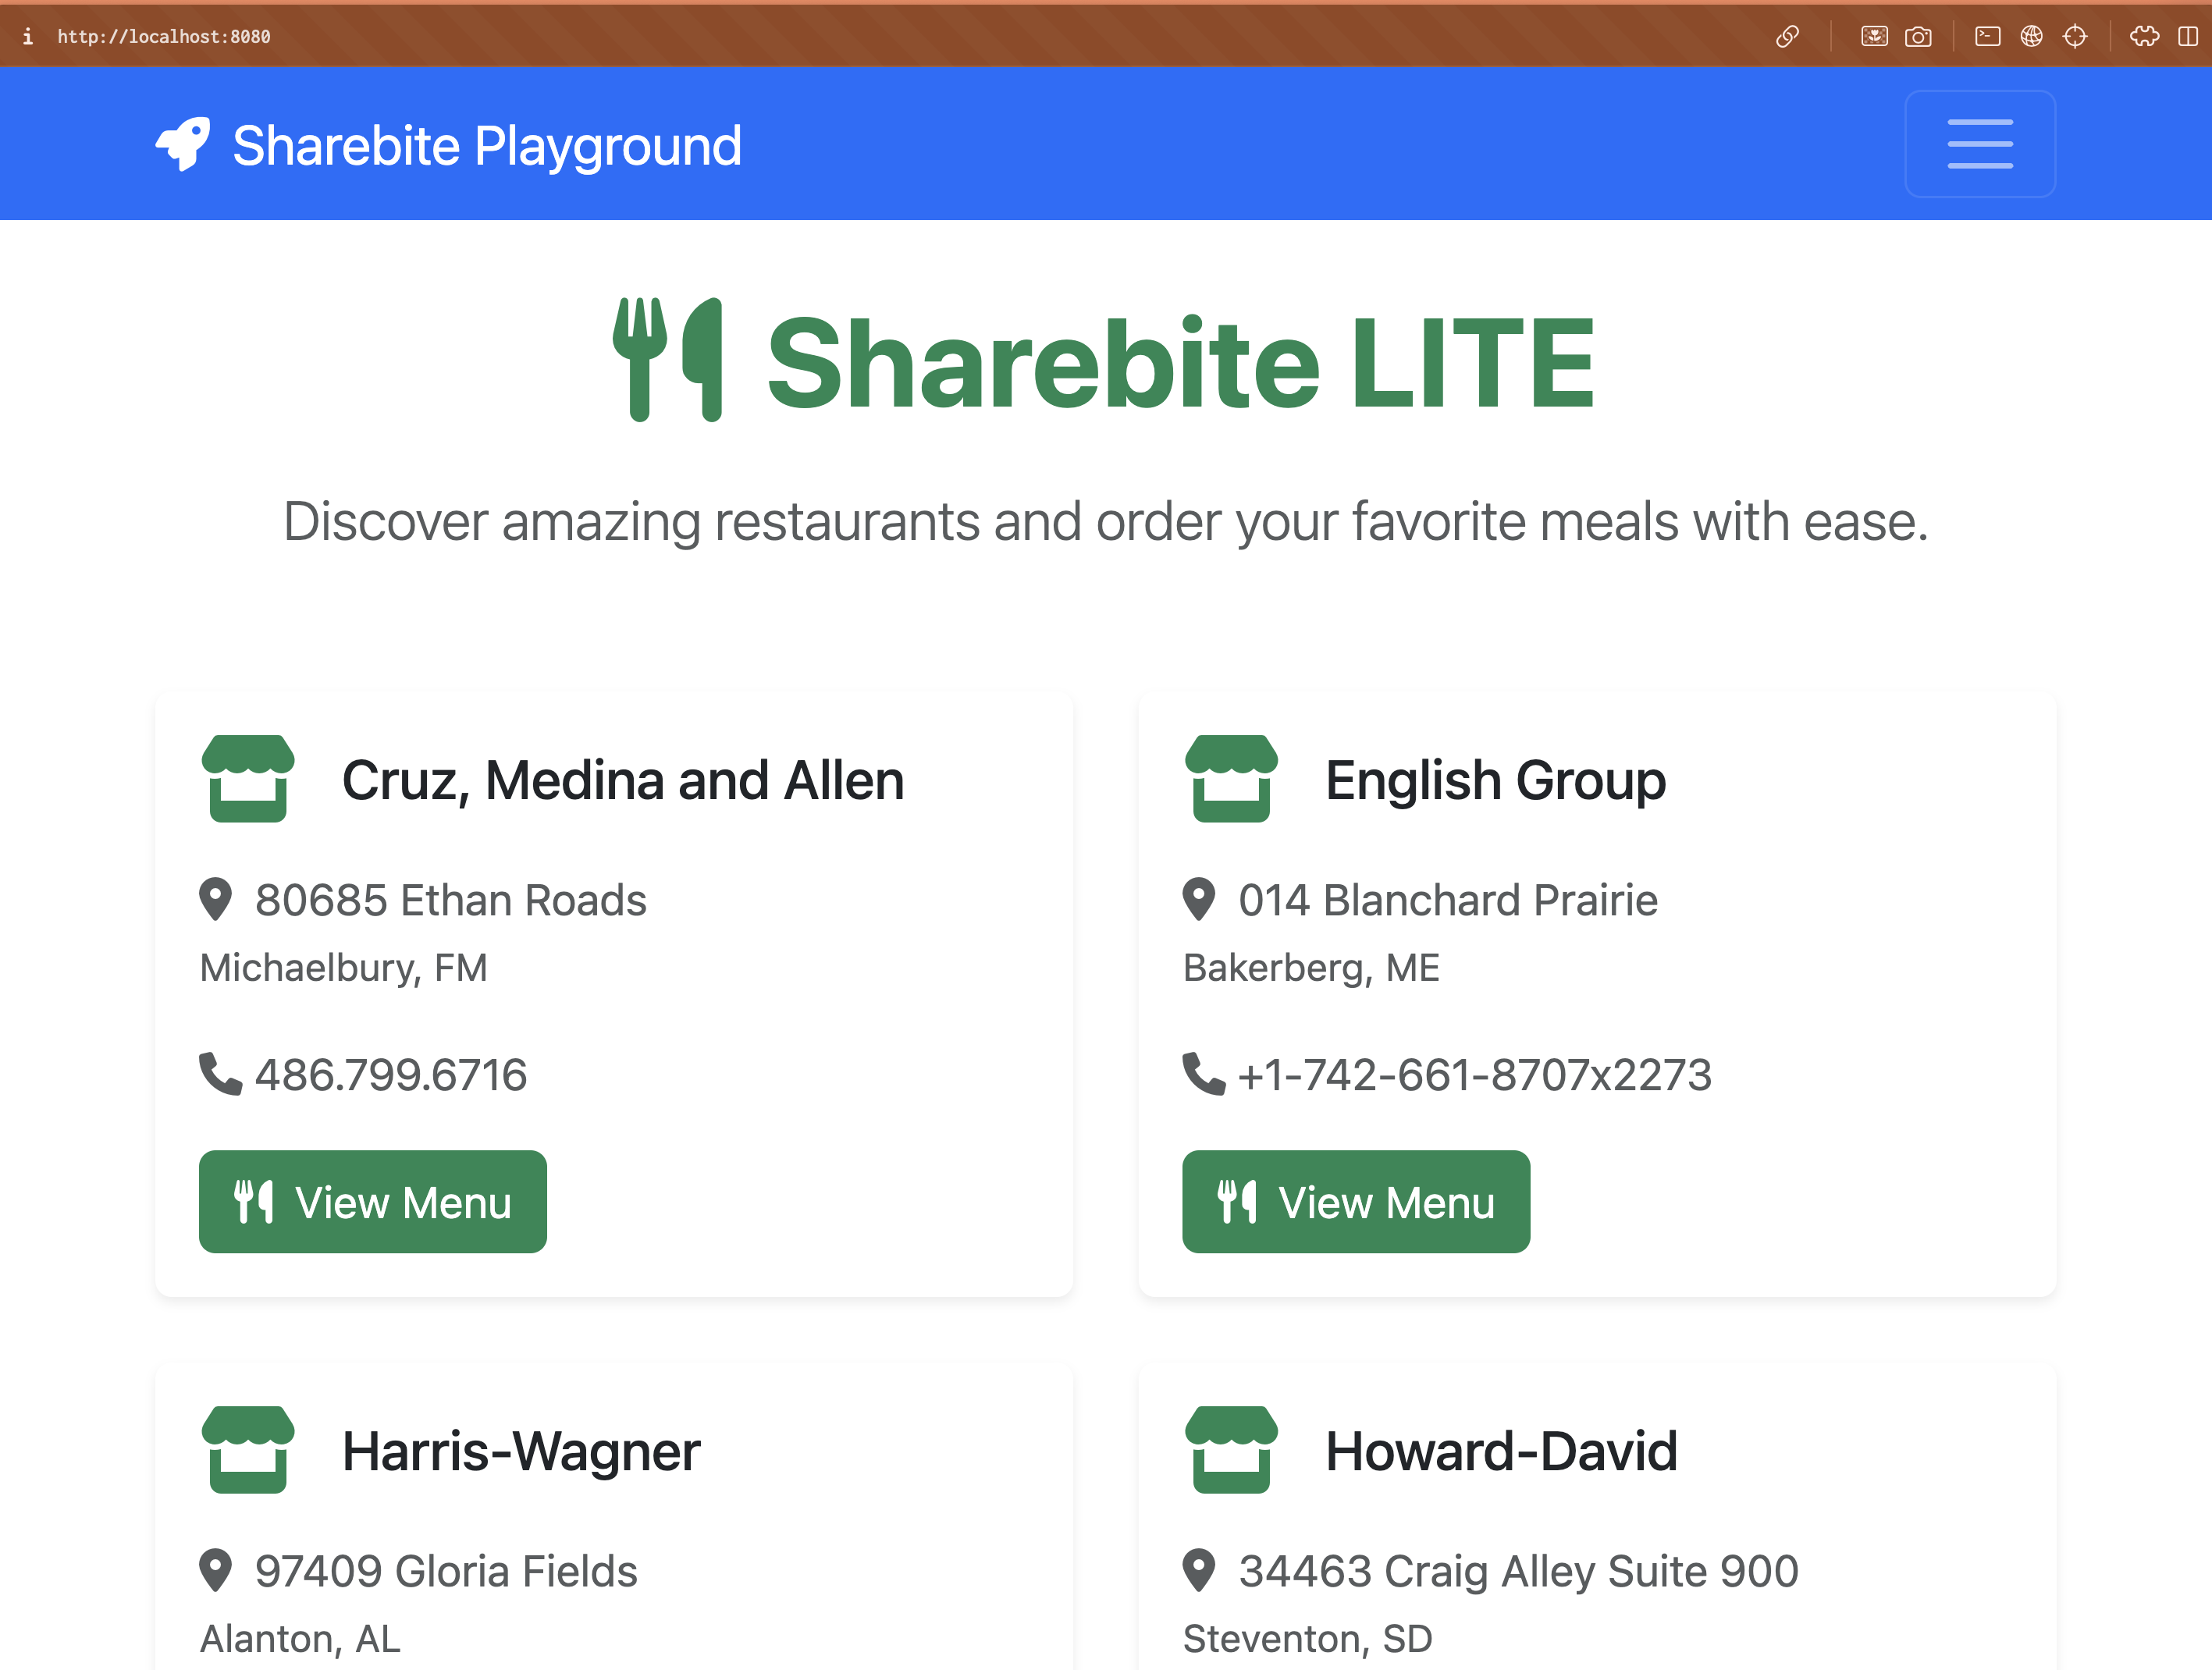 http://localhost:8080
Sharebite Playground
Sharebite LITE
Discover amazing restaurants and order your favorite meals with ease.
Cruz, Medina and Allen
80685 Ethan Roads
Michaelbury, FM
486.799.6716
View Menu
English Group
014 Blanchard Prairie
Bakerberg, ME
+1-742-661-8707x2273
View Menu
Harris-Wagner
97409 Gloria Fields
Alanton, AL
Howard-David
34463 Craig Alley Suite 900
Steventon, SD